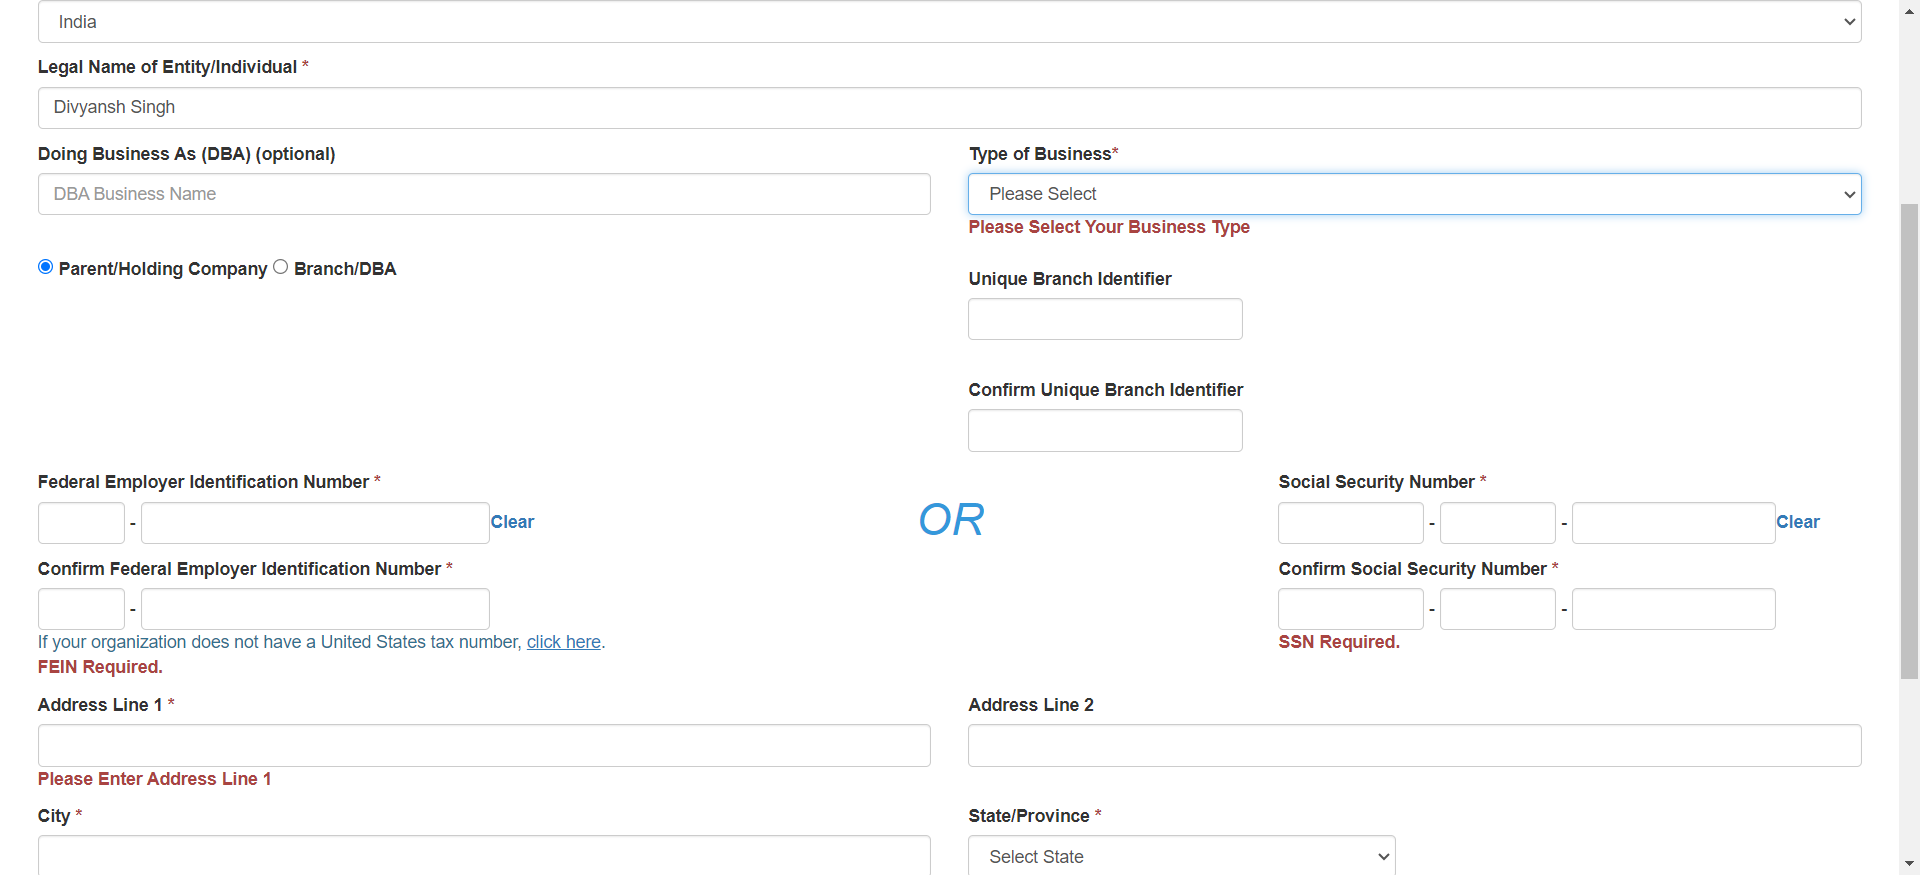 India
Legal Name of Entity/Individual *
Divyansh Singh
Doing Business As (DBA) (optional)
Type of Business*
DBA Business Name
Please Select
Please Select Your Business Type
Parent/Holding Company Branch/DBA
Unique Branch Identifier
Confirm Unique Branch Identifier
Federal Employer Identification Number *
- Clear
OR
Social Security Number *
- - Clear
Confirm Federal Employer Identification Number *
-
If your organization does not have a United States tax number, click here.
FEIN Required.
Confirm Social Security Number *
- -
SSN Required.
Address Line 1 *
Address Line 2
Please Enter Address Line 1
City *
State/Province *
Select State